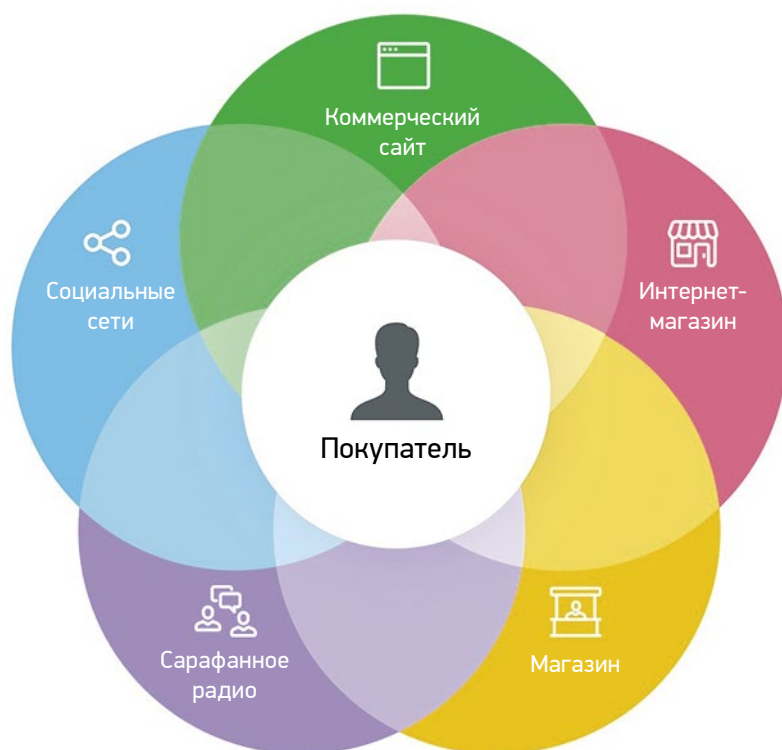 Коммерческий
сайт
Социальные
сети
Интернет-
магазин
Покупатель
Сарафанное
радио
Магазин